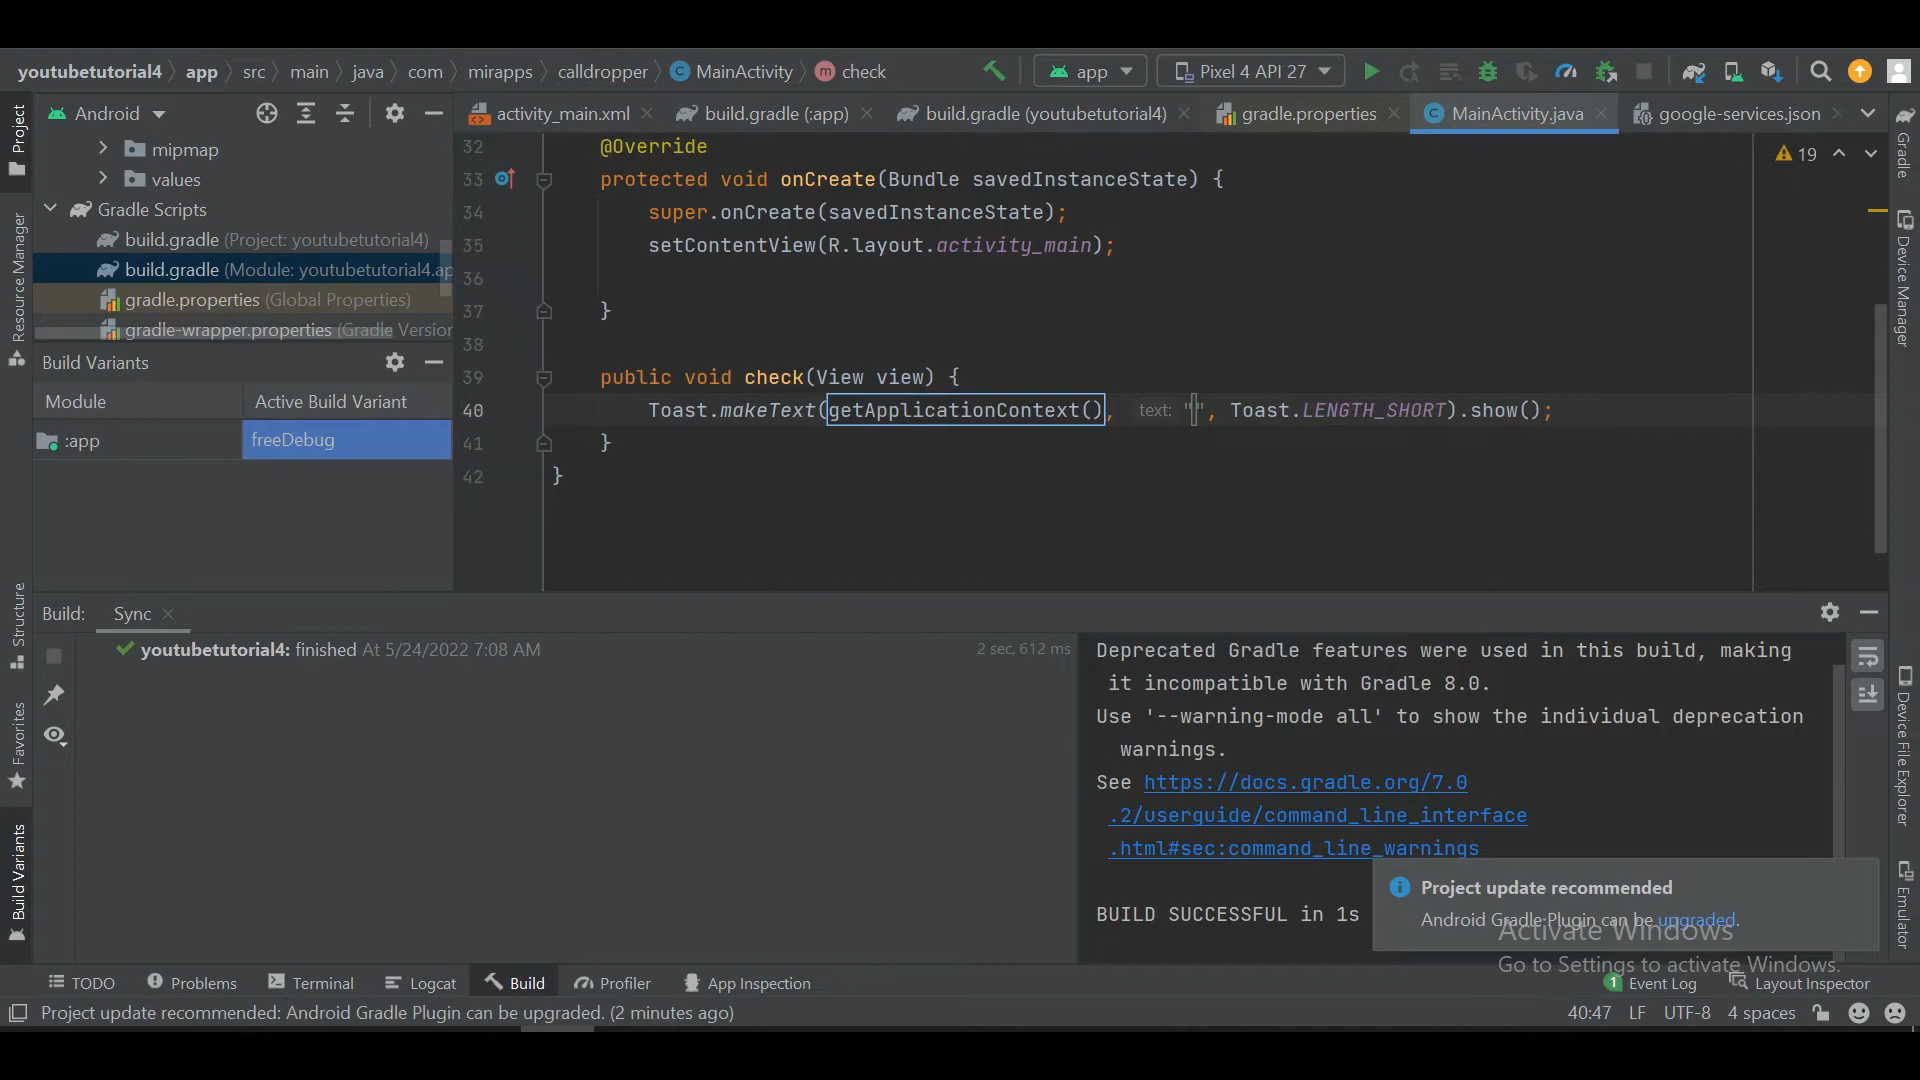 youtubetutorial4 app src main java com mirapps calldropper MainActivity check app Pixel 4 API 27
Project
Android
activity_main.xml build.gradle (:app) build.gradle (youtubetutorial4) gradle.properties MainActivity.java google-services.json
Gradle
mipmap
values
Gradle Scripts
build.gradle (Project: youtubetutorial4)
build.gradle (Module: youtubetutorial4.ap
gradle.properties (Global Properties)
gradle-wrapper.properties (Gradle Version
Resource Manager
19
32 @Override
33 protected void onCreate(Bundle savedInstanceState) {
34 super.onCreate(savedInstanceState);
35 setContentView(R.layout.activity_main);
36
37 }
38
39 public void check(View view) {
40 Toast.makeText(getApplicationContext(), text: "", Toast.LENGTH_SHORT).show();
41 }
42 }
Device Manager
Build Variants
Module Active Build Variant
:app freeDebug
Structure
Favorites
Build Variants
Build: Sync
youtubetutorial4: finished At 5/24/2022 7:08 AM 2 sec, 612 ms
Deprecated Gradle features were used in this build, making
it incompatible with Gradle 8.0.
Use '--warning-mode all' to show the individual deprecation
warnings.
See https://docs.gradle.org/7.0
.2/userguide/command_line_interface
.html#sec:command_line_warnings
BUILD SUCCESSFUL in 1s
Device File Explorer
Emulator
Project update recommended
Android Gradle Plugin can be upgraded.
Activate Windows
Go to Settings to activate Windows.
TODO Problems Terminal Logcat Build Profiler App Inspection 1 Event Log Layout Inspector
Project update recommended: Android Gradle Plugin can be upgraded. (2 minutes ago) 40:47 LF UTF-8 4 spaces